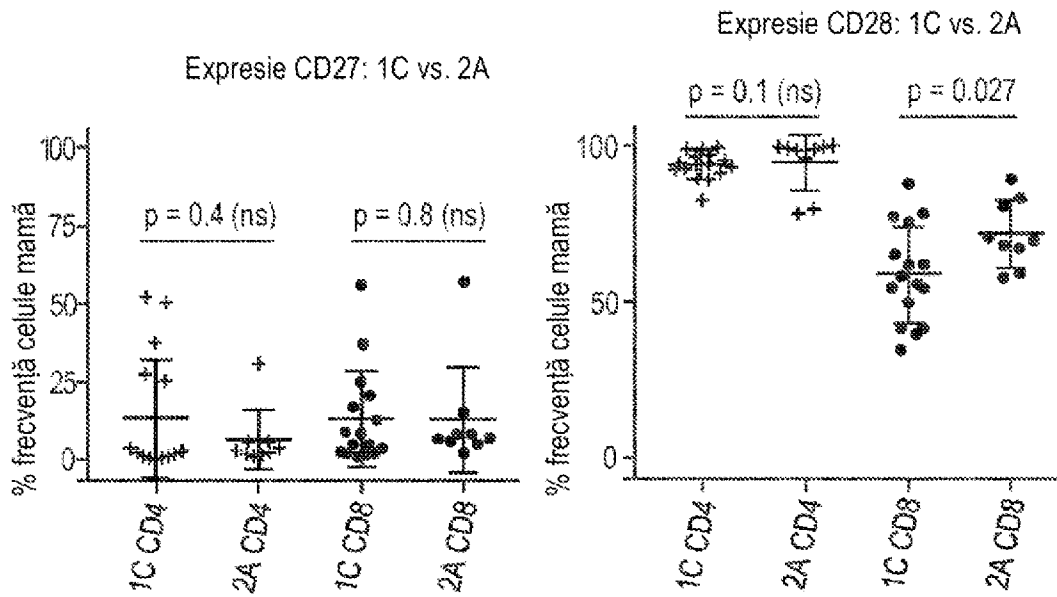 Expresie CD27: 1C vs. 2A
% frecvență celule mamă
100
75
50
25
0
p = 0.4 (ns)
p = 0.8 (ns)
1C CD4
2A CD4
1C CD8
2A CD8
Expresie CD28: 1C vs. 2A
p = 0.1 (ns)
p = 0.027
% frecvență celule mamă
100
50
0
1C CD4
2A CD4
1C CD8
2A CD8